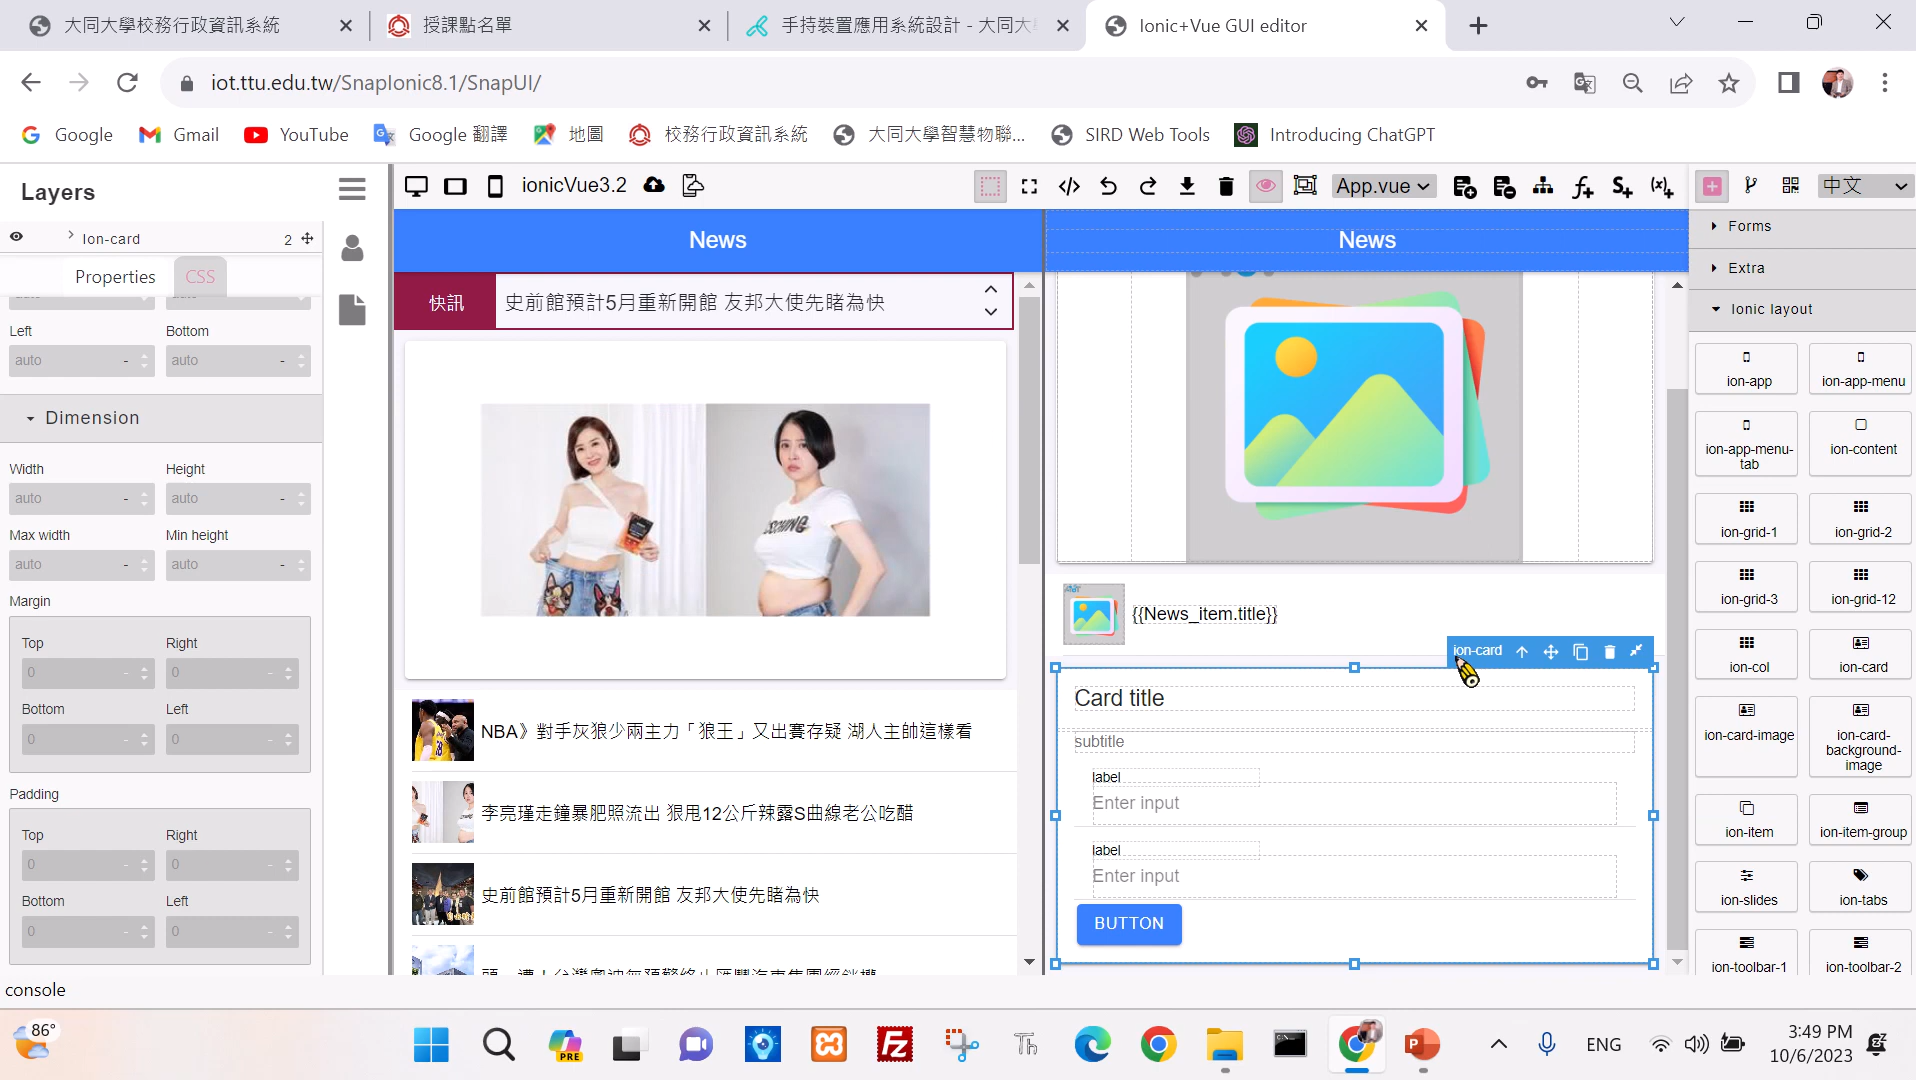 大同大學校務行政資訊系統
授課點名單
手持裝置應用系統設計 - 大同大
Ionic+Vue GUI editor
iot.ttu.edu.tw/SnapIonic8.1/SnapUI/
Google
Gmail
YouTube
Google 翻譯
地圖
校務行政資訊系統
大同大學智慧物聯...
SIRD Web Tools
Introducing ChatGPT
Layers
ionicVue3.2
App.vue
中文
Ion-card
2
Properties
CSS
Left
Bottom
auto
-
auto
-
Dimension
Width
Height
auto
-
auto
-
Max width
Min height
auto
-
auto
-
Margin
Top
Right
0
-
0
-
Bottom
Left
0
-
0
-
Padding
Top
Right
0
-
0
-
Bottom
Left
0
-
0
-
News
快訊
史前館預計5月重新開館 友邦大使先睹為快
NBA》對手灰狼少兩主力「狼王」又出賽存疑 湖人主帥這樣看
李亮瑾走鐘暴肥照流出 狠甩12公斤辣露S曲線老公吃醋
史前館預計5月重新開館 友邦大使先睹為快
News
{{News_item.title}}
ion-card
Card title
subtitle
label
Enter input
label
Enter input
BUTTON
Forms
Extra
Ionic layout
ion-app
ion-app-menu
ion-app-menu-
tab
ion-content
ion-grid-1
ion-grid-2
ion-grid-3
ion-grid-12
ion-col
ion-card
ion-card-image
ion-card-
background-
image
ion-item
ion-item-group
ion-slides
ion-tabs
ion-toolbar-1
ion-toolbar-2
console
86°
PRE
ENG
3:49 PM
10/6/2023